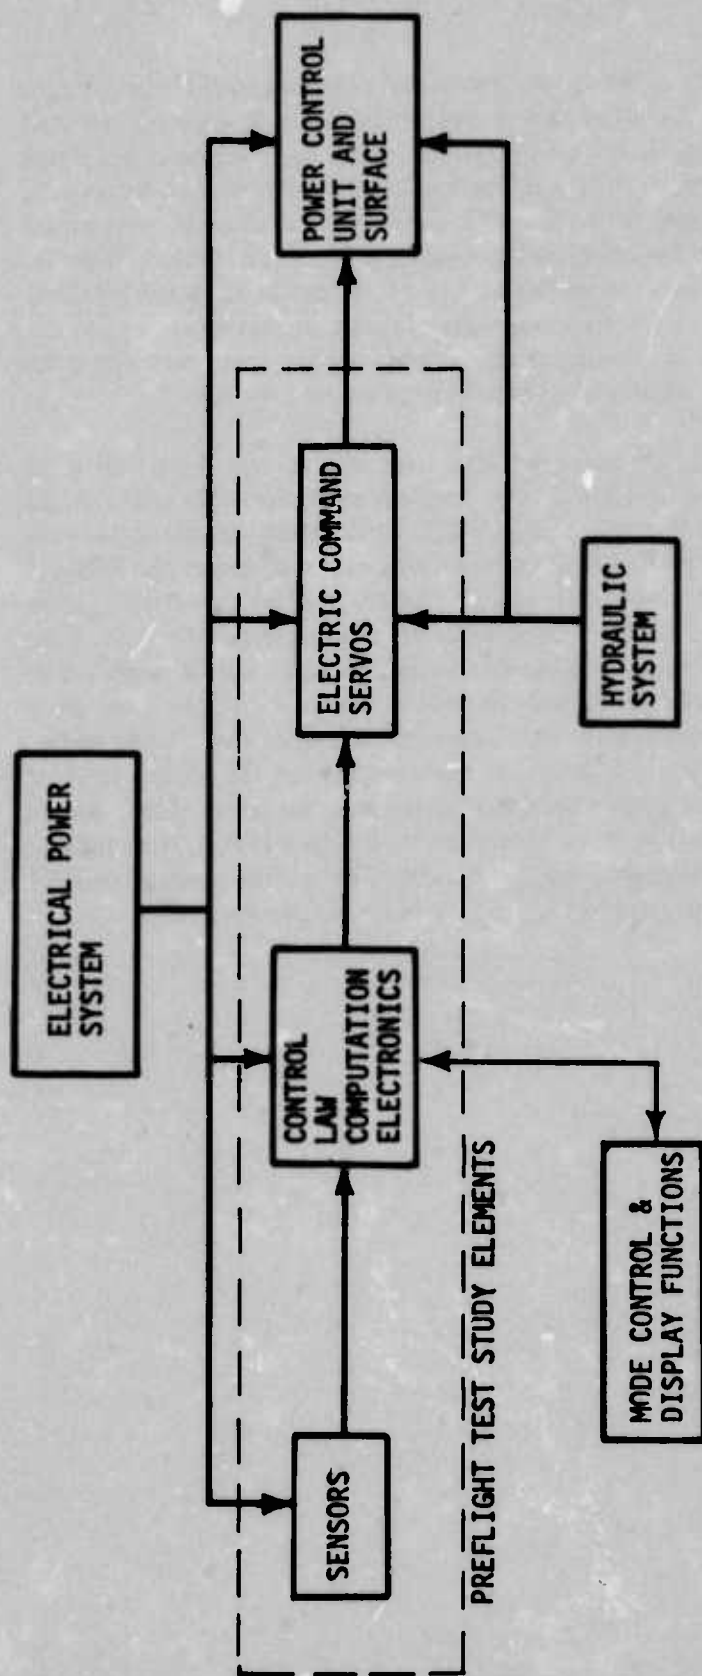 ELECTRICAL POWER
SYSTEM
SENSORS
CONTROL
LAW
COMPUTATION
ELECTRONICS
ELECTRIC COMMAND
SERVOS
POWER CONTROL
UNIT AND
SURFACE
PREFLIGHT TEST STUDY ELEMENTS
MODE CONTROL &
DISPLAY FUNCTIONS
HYDRAULIC
SYSTEM